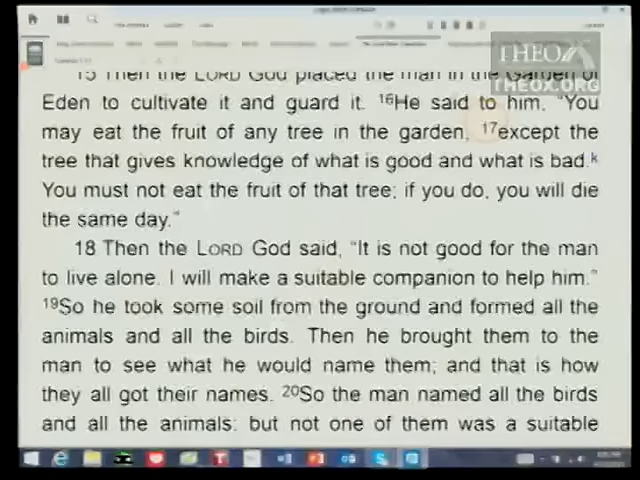 THEOX
THEOX.ORG
15 Then the LORD God placed the man in the Garden of
Eden to cultivate it and guard it. 16He said to him, “You
may eat the fruit of any tree in the garden, 17except the
tree that gives knowledge of what is good and what is bad.k
You must not eat the fruit of that tree; if you do, you will die
the same day.”
18 Then the LORD God said, “It is not good for the man
to live alone. I will make a suitable companion to help him.”
19So he took some soil from the ground and formed all the
animals and all the birds. Then he brought them to the
man to see what he would name them; and that is how
they all got their names. 20So the man named all the birds
and all the animals; but not one of them was a suitable